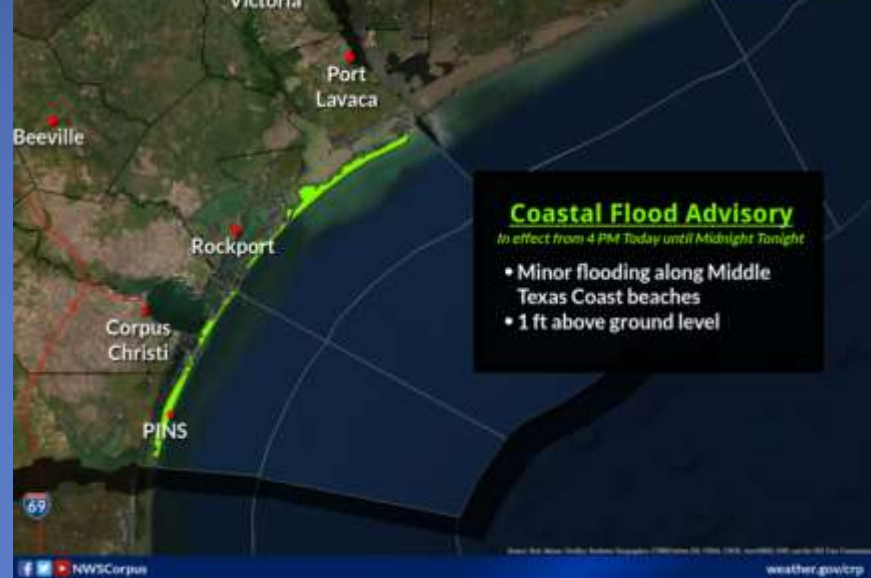 Victoria
Port
Lavaca
Beeville
Coastal Flood Advisory
In effect from 4 PM Today until Midnight Tonight
• Minor flooding along Middle
Texas Coast beaches
• 1 ft above ground level
Rockport
Corpus
Christi
PINS
69
NWSCorpus
weather.gov/crp